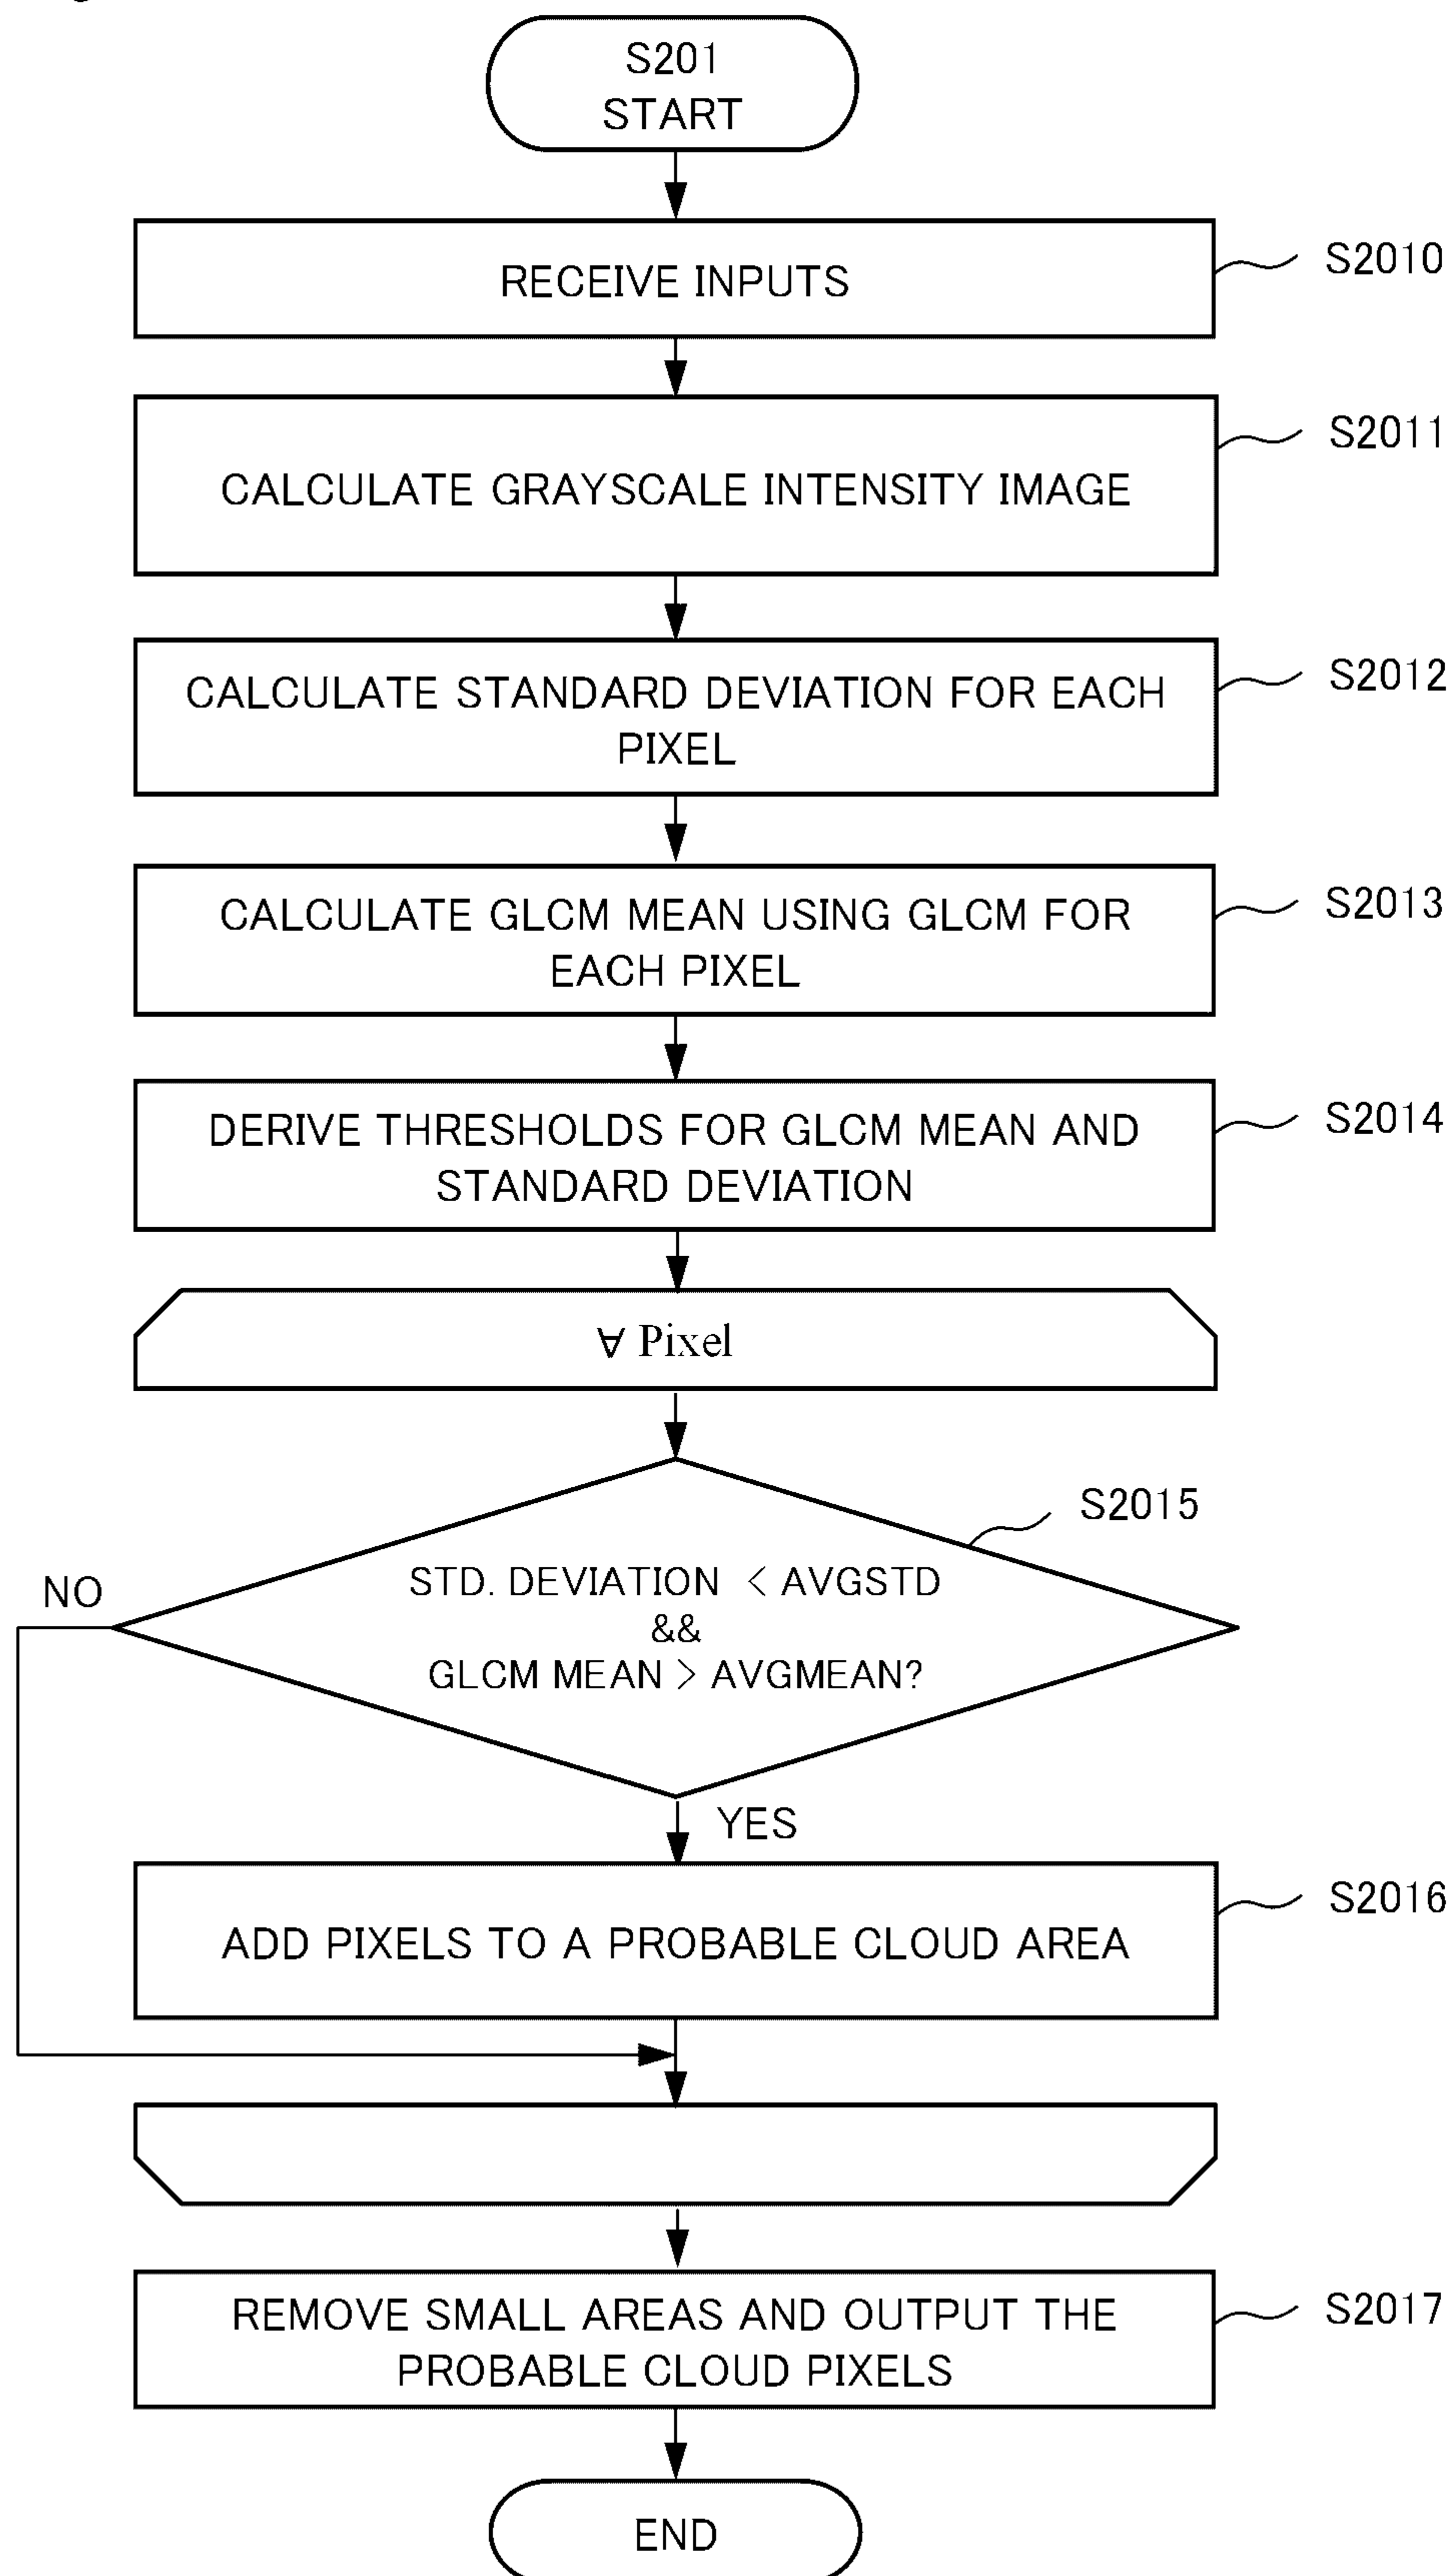 S201
START
RECEIVE INPUTS
S2010
CALCULATE GRAYSCALE INTENSITY IMAGE
S2011
CALCULATE STANDARD DEVIATION FOR EACH
PIXEL
S2012
CALCULATE GLCM MEAN USING GLCM FOR
EACH PIXEL
S2013
DERIVE THRESHOLDS FOR GLCM MEAN AND
STANDARD DEVIATION
S2014
∀ Pixel
S2015
STD. DEVIATION < AVGSTD
&&
GLCM MEAN > AVGMEAN?
NO
YES
ADD PIXELS TO A PROBABLE CLOUD AREA
S2016
REMOVE SMALL AREAS AND OUTPUT THE
PROBABLE CLOUD PIXELS
S2017
END